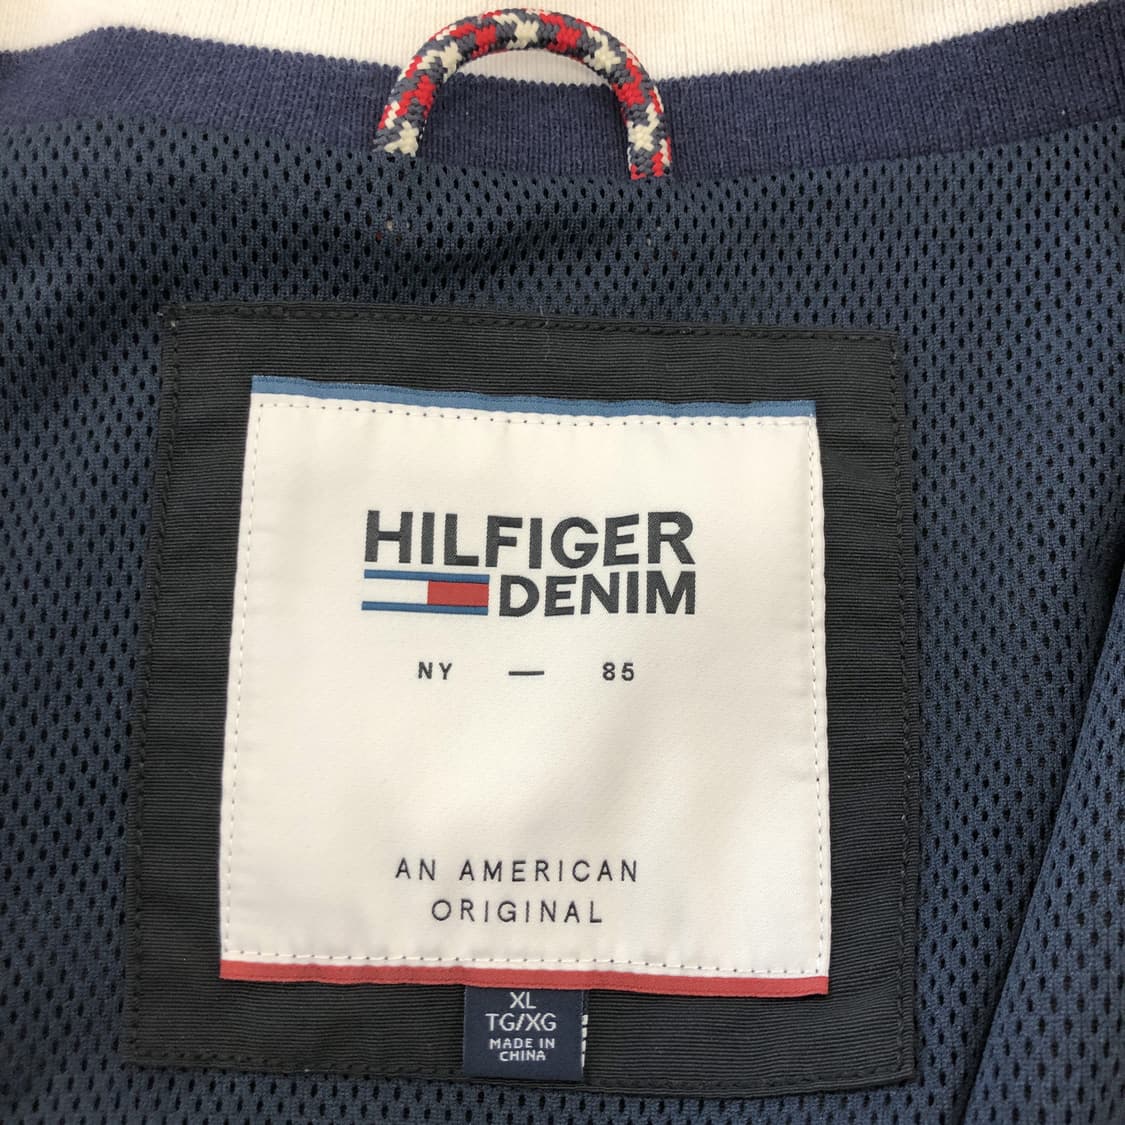 HILFIGER
DENIM
NY — 85
AN AMERICAN
ORIGINAL
XL
TG/XG
MADE IN
CHINA